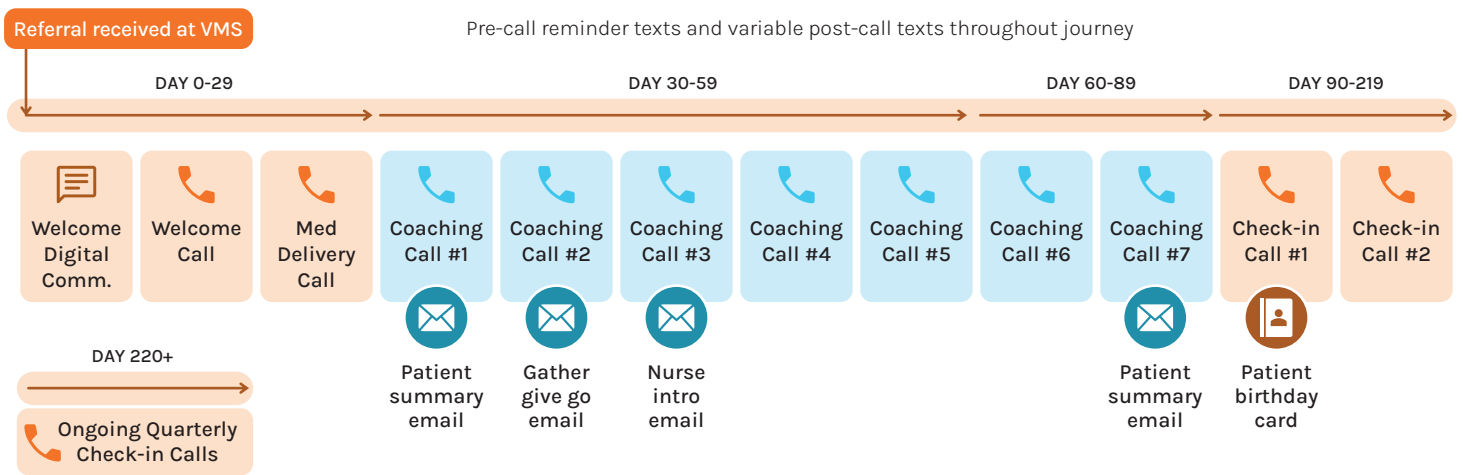 Referral received at VMS
Pre-call reminder texts and variable post-call texts throughout journey
DAY 0-29
DAY 30-59
DAY 60-89
DAY 90-219
Welcome
Digital
Comm.
Welcome
Call
Med
Delivery
Call
Coaching
Call #1
Coaching
Call #2
Coaching
Call #3
Coaching
Call #4
Coaching
Call #5
Coaching
Call #6
Coaching
Call #7
Check-in
Call #1
Check-in
Call #2
Patient
summary
email
Gather
give go
email
Nurse
intro
email
Patient
summary
email
Patient
birthday
card
DAY 220+
Ongoing Quarterly
Check-in Calls